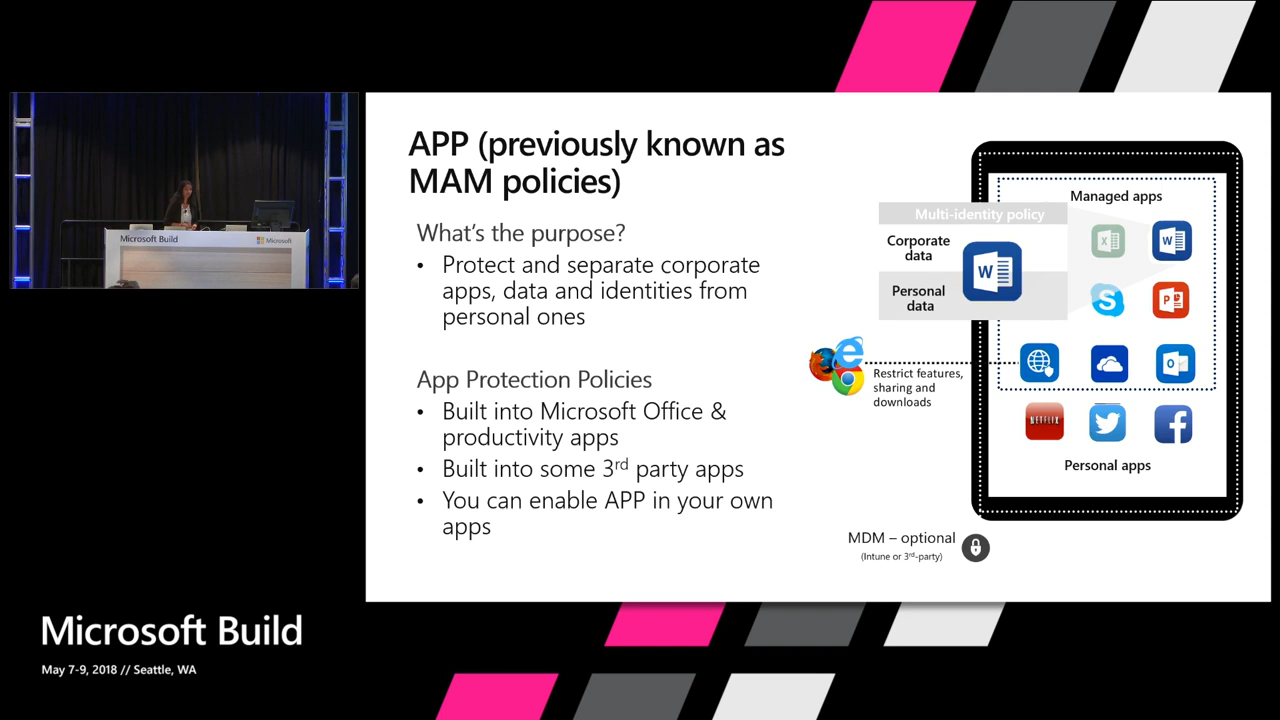 Microsoft Build
Microsoft
APP (previously known as
MAM policies)
What's the purpose?
• Protect and separate corporate
apps, data and identities from
personal ones
App Protection Policies
• Built into Microsoft Office &
productivity apps
• Built into some 3rd party apps
• You can enable APP in your own
apps
Managed apps
Multi-identity policy
Corporate
data
Personal
data
Restrict features,
sharing and
downloads
NETFLIX
Personal apps
MDM – optional
(Intune or 3rd-party)
Microsoft Build
May 7-9, 2018 // Seattle, WA